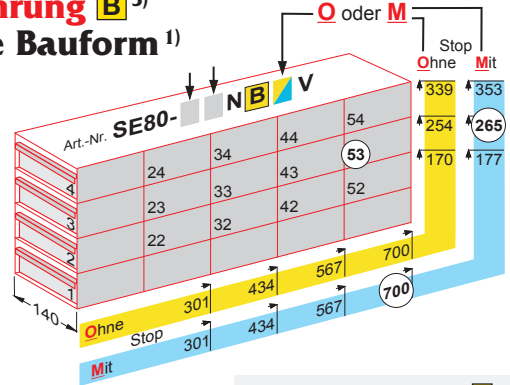 hrung B 3)
e Bauform 1)
O oder M
Stop
Ohne Mit
Art.-Nr. SE80- N B V
339 353
254 265
170 177
54
44
34
24
53
43
33
23
52
42
32
22
4
3
2
1
140
Ohne 301 434 567 700
Stop
Mit 301 434 567 700